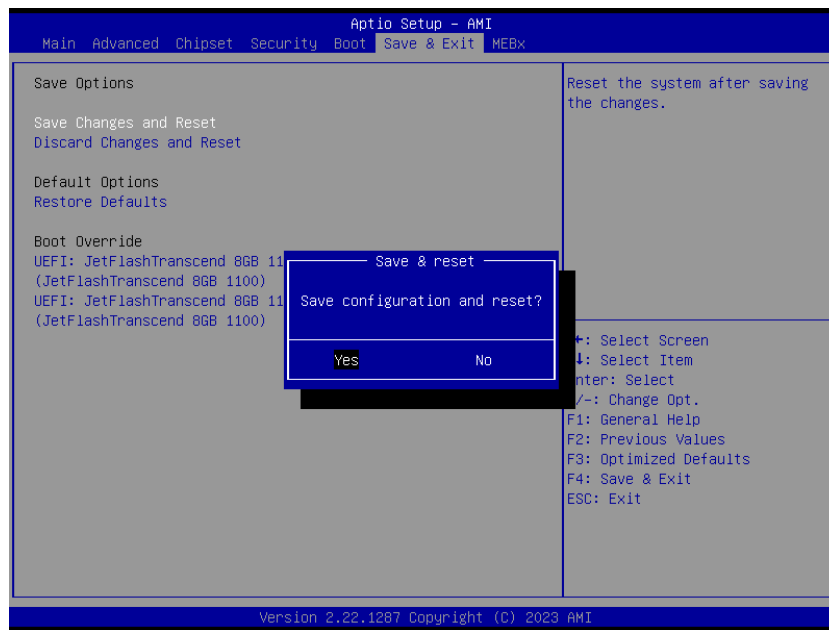 Aptio Setup – AMI
Main Advanced Chipset Security Boot Save & Exit MEBx
Save Options
Save Changes and Reset
Discard Changes and Reset
Default Options
Restore Defaults
Boot Override
UEFI: JetFlashTranscend 8GB 11
(JetFlashTranscend 8GB 1100)
UEFI: JetFlashTranscend 8GB 11
(JetFlashTranscend 8GB 1100)
Save & reset
Save configuration and reset?
Yes No
Reset the system after saving
the changes.
: Select Screen
: Select Item
nter: Select
/-: Change Opt.
F1: General Help
F2: Previous Values
F3: Optimized Defaults
F4: Save & Exit
ESC: Exit
Version 2.22.1287 Copyright (C) 2023 AMI